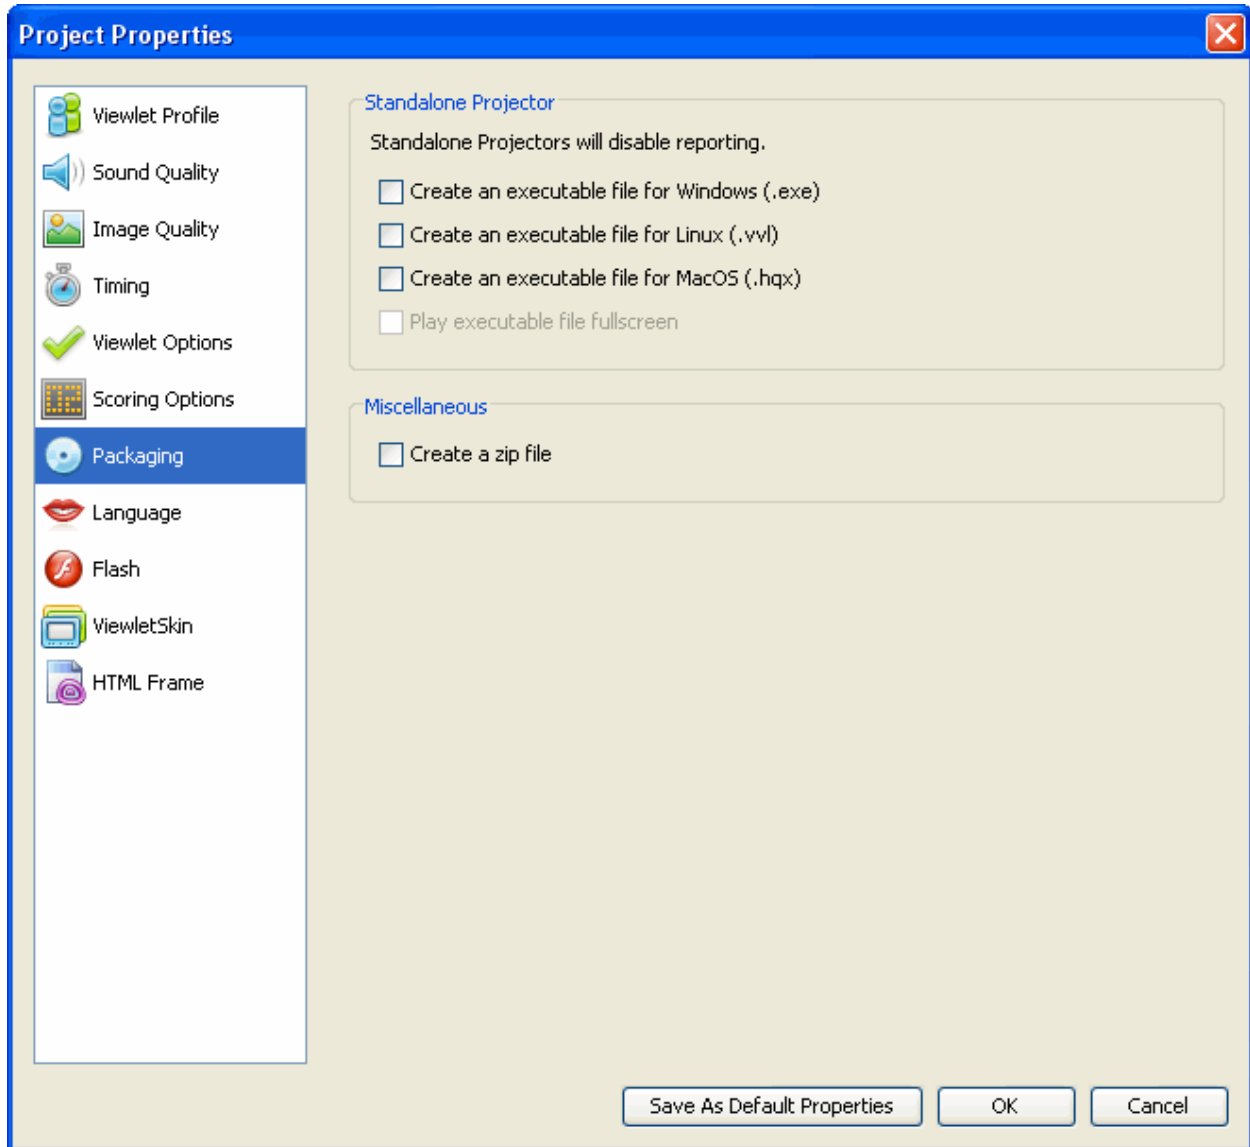 Project Properties
Viewlet Profile
Sound Quality
Image Quality
Timing
Viewlet Options
Scoring Options
Packaging
Language
Flash
ViewletSkin
HTML Frame
Standalone Projector
Standalone Projectors will disable reporting.
Create an executable file for Windows (.exe)
Create an executable file for Linux (.vvl)
Create an executable file for MacOS (.hqx)
Play executable file fullscreen
Miscellaneous
Create a zip file
Save As Default Properties
OK
Cancel